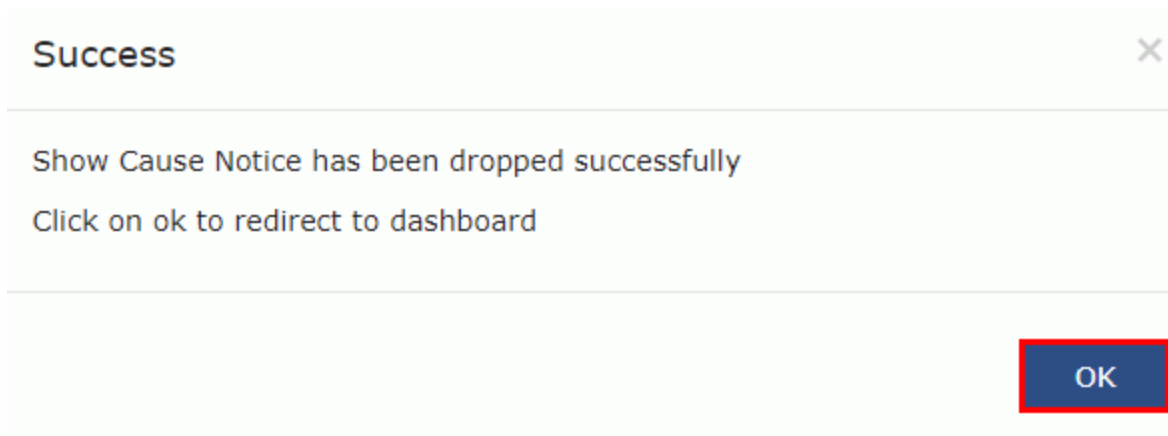 Success
Show Cause Notice has been dropped successfully
Click on ok to redirect to dashboard
OK